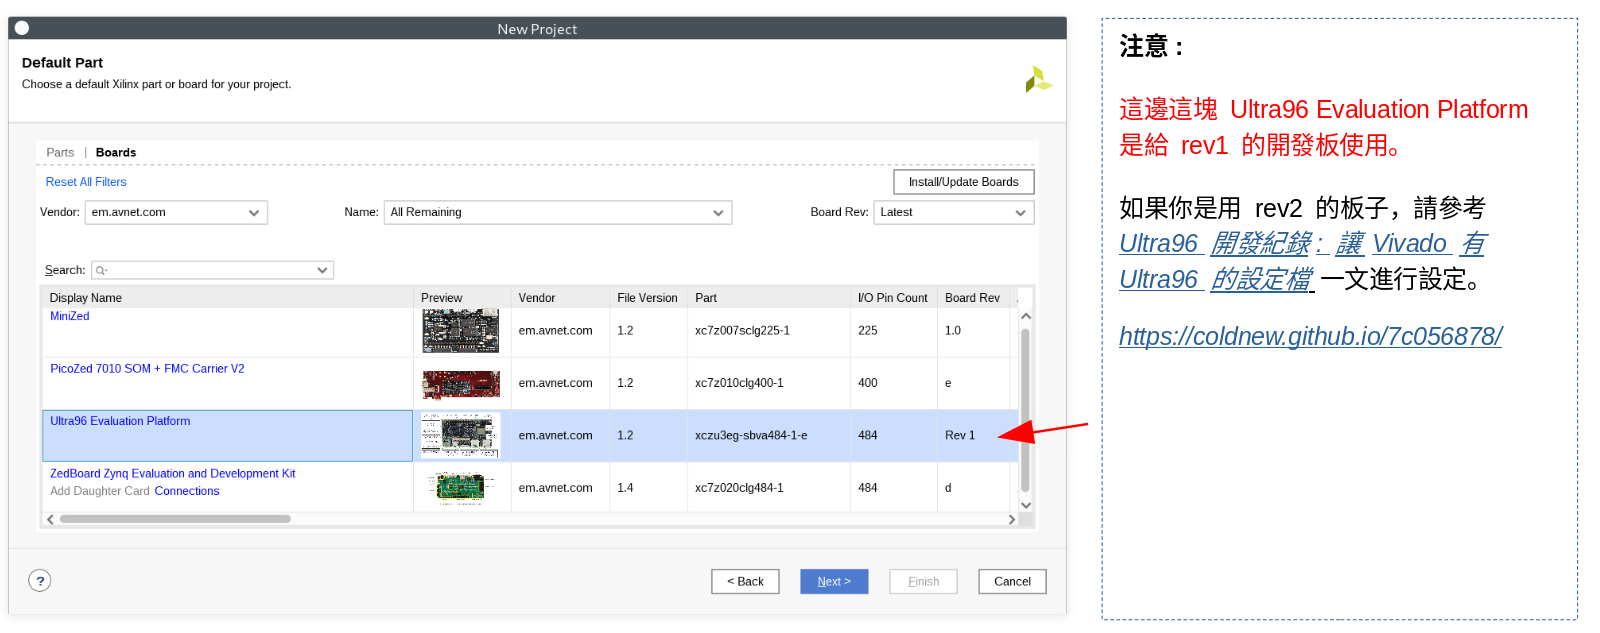 New Project
Default Part
Choose a default Xilinx part or board for your project.
Parts | Boards
Reset All Filters
Install/Update Boards
Vendor: em.avnet.com Name: All Remaining Board Rev: Latest
Search:
Display Name Preview Vendor File Version Part I/O Pin Count Board Rev
MiniZed em.avnet.com 1.2 xc7z007sclg225-1 225 1.0
PicoZed 7010 SOM + FMC Carrier V2 em.avnet.com 1.2 xc7z010clg400-1 400 e
Ultra96 Evaluation Platform em.avnet.com 1.2 xczu3eg-sbva484-1-e 484 Rev 1
ZedBoard Zynq Evaluation and Development Kit em.avnet.com 1.4 xc7z020clg484-1 484 d
Add Daughter Card Connections
? < Back Next > Finish Cancel
注意：
這邊這塊 Ultra96 Evaluation Platform
是給 rev1 的開發板使用。
如果你是用 rev2 的板子，請參考
Ultra96 開發紀錄： 讓 Vivado 有
Ultra96 的設定檔 一文進行設定。
https://coldnew.github.io/7c056878/